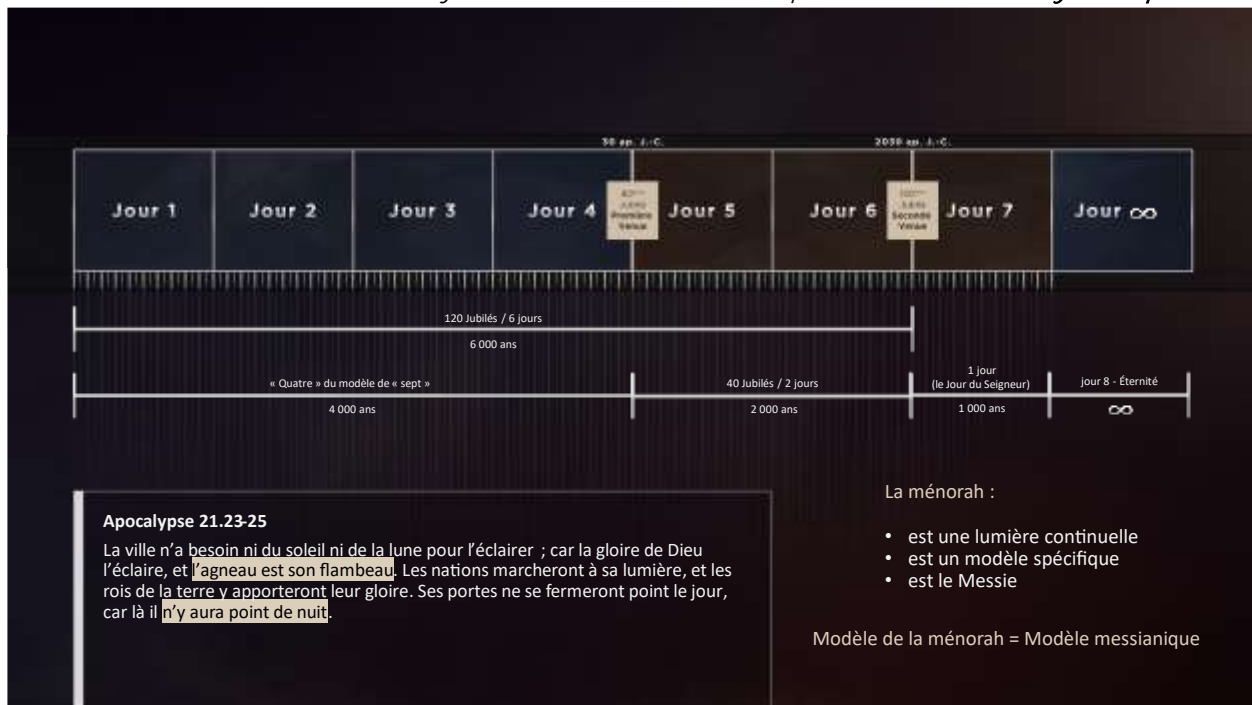 30 ap. J.-C.
2030 ap. J.-C.
Jour 1
Jour 2
Jour 3
Jour 4
Jubilé
Première
Venue
Jour 5
Jour 6
Jubilé
Seconde
Venue
Jour 7
Jour ∞
120 Jubilés / 6 jours
6 000 ans
« Quatre » du modèle de « sept »
4 000 ans
40 Jubilés / 2 jours
2 000 ans
1 jour
(le Jour du Seigneur)
1 000 ans
jour 8 - Éternité
∞
Apocalypse 21.23-25
La ville n’a besoin ni du soleil ni de la lune pour l’éclairer ; car la gloire de Dieu
l’éclaire, et l’agneau est son flambeau. Les nations marcheront à sa lumière, et les
rois de la terre y apporteront leur gloire. Ses portes ne se fermeront point le jour,
car là il n’y aura point de nuit.
La ménorah :
• est une lumière continuelle
• est un modèle spécifique
• est le Messie
Modèle de la ménorah = Modèle messianique